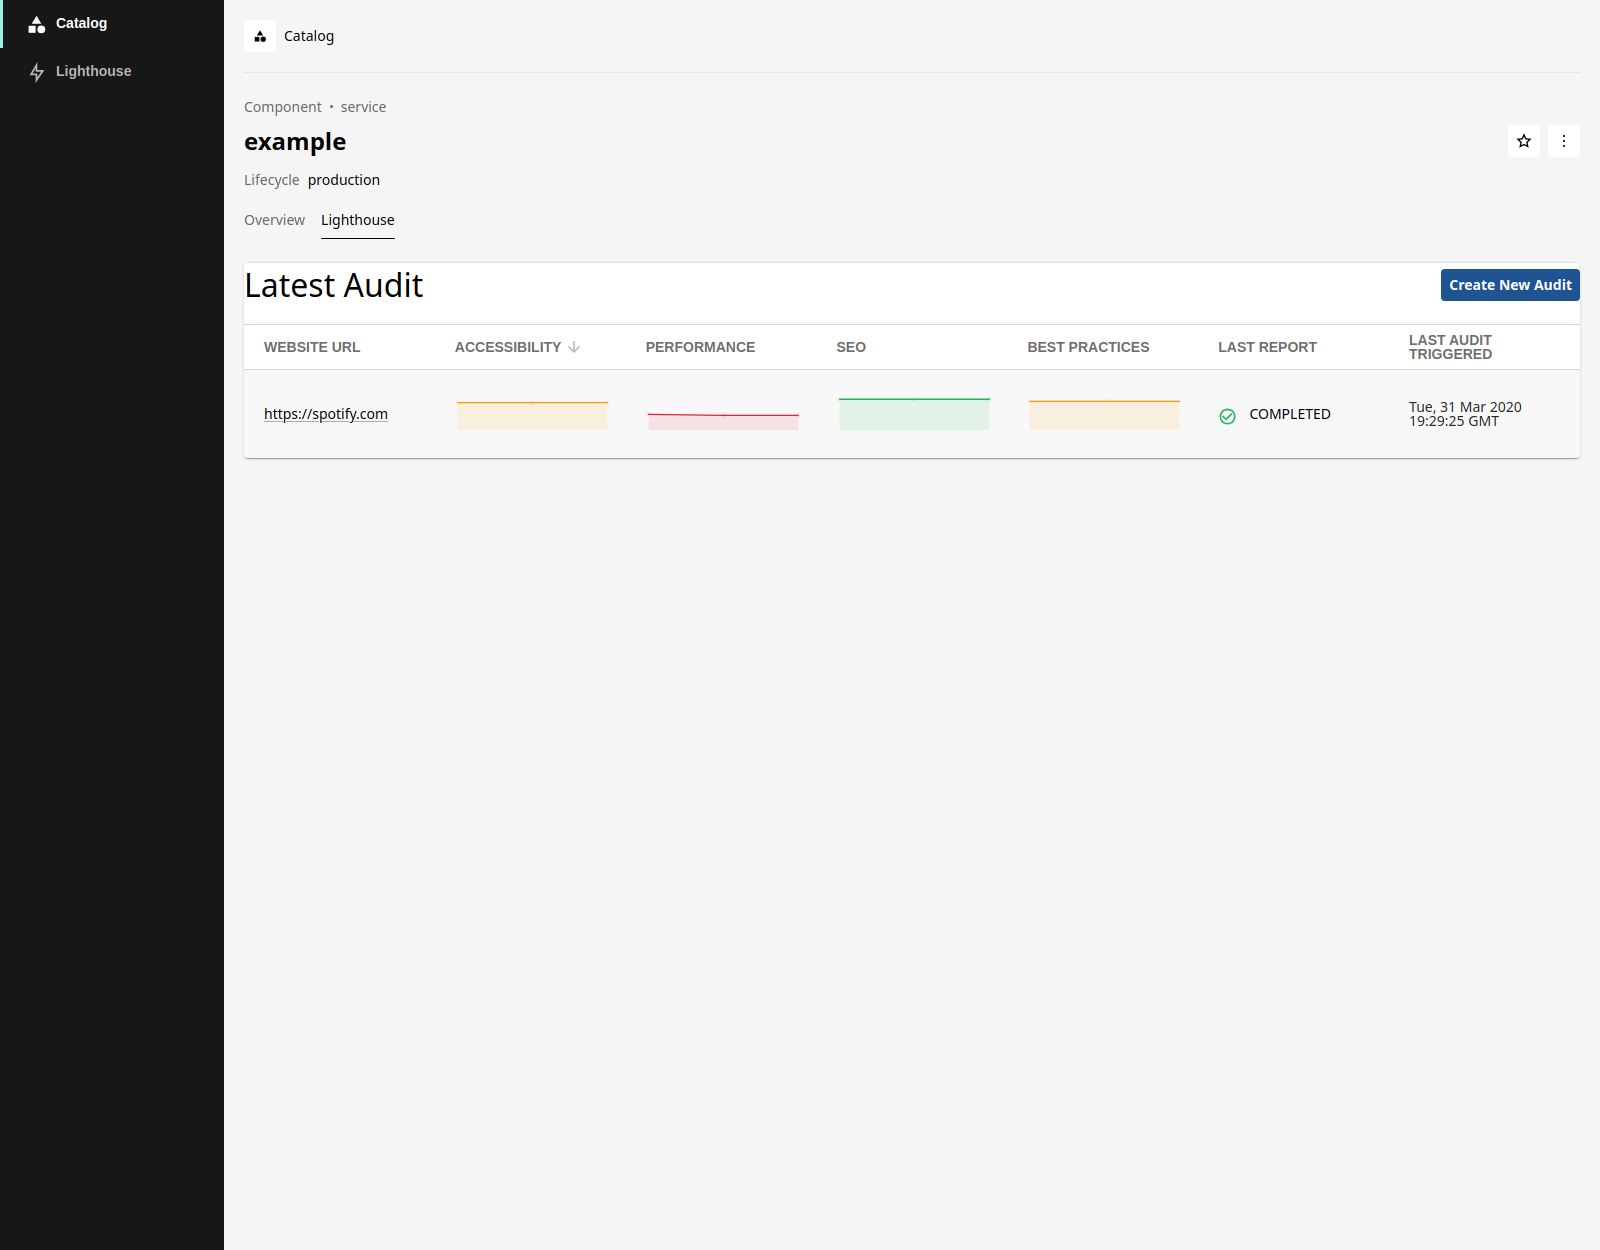 Catalog
Lighthouse
Catalog
Component • service
example
Lifecycle production
Overview Lighthouse
Latest Audit
Create New Audit
WEBSITE URL ACCESSIBILITY PERFORMANCE SEO BEST PRACTICES LAST REPORT LAST AUDIT TRIGGERED
https://spotify.com COMPLETED Tue, 31 Mar 2020
19:29:25 GMT